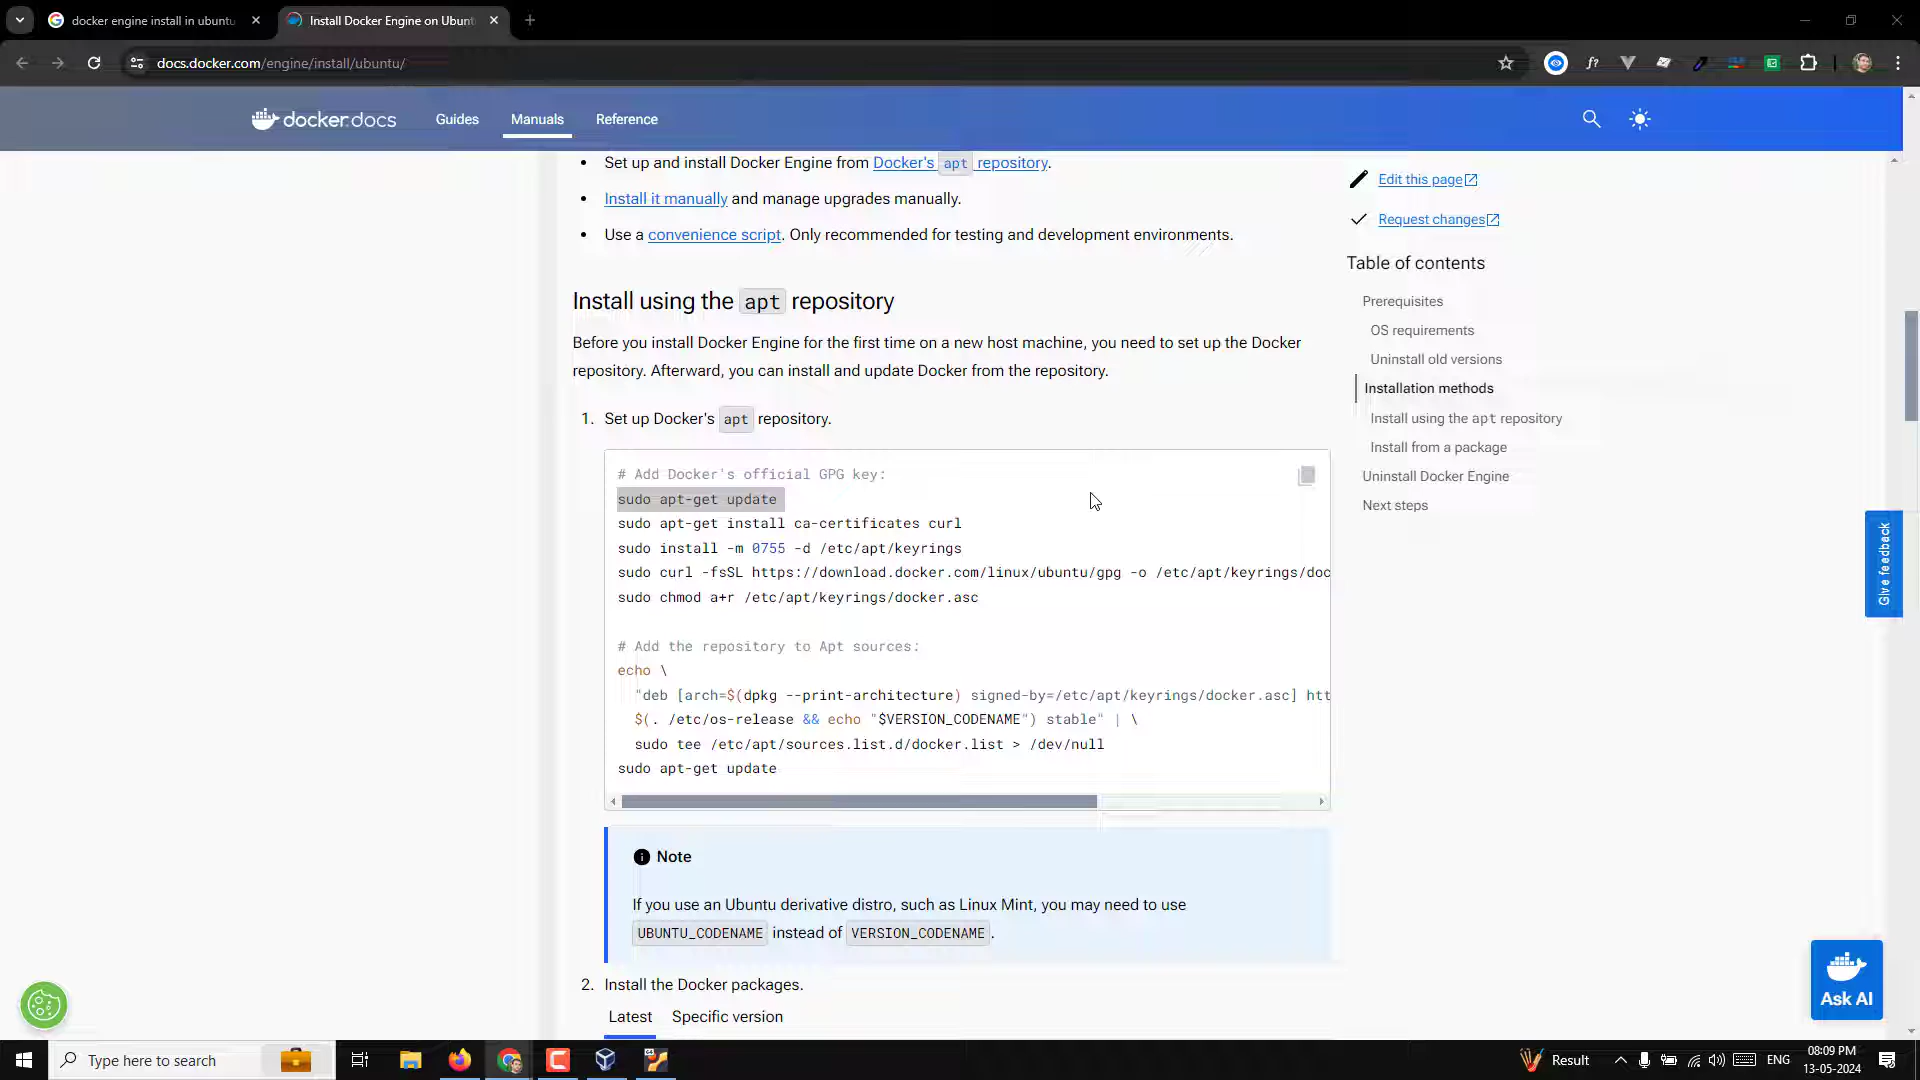 docker engine install in ubuntu
Install Docker Engine on Ubun
docs.docker.com/engine/install/ubuntu/
f?
docker.docs
Guides
Manuals
Reference
• Set up and install Docker Engine from Docker's apt repository.
• Install it manually and manage upgrades manually.
• Use a convenience script. Only recommended for testing and development environments.
Install using the apt repository
Before you install Docker Engine for the first time on a new host machine, you need to set up the Docker
repository. Afterward, you can install and update Docker from the repository.
1. Set up Docker's apt repository.
# Add Docker's official GPG key:
sudo apt-get update
sudo apt-get install ca-certificates curl
sudo install -m 0755 -d /etc/apt/keyrings
sudo curl -fsSL https://download.docker.com/linux/ubuntu/gpg -o /etc/apt/keyrings/doc
sudo chmod a+r /etc/apt/keyrings/docker.asc
# Add the repository to Apt sources:
echo \
"deb [arch=$(dpkg --print-architecture) signed-by=/etc/apt/keyrings/docker.asc] htt
$(. /etc/os-release && echo "$VERSION_CODENAME") stable" | \
sudo tee /etc/apt/sources.list.d/docker.list > /dev/null
sudo apt-get update
Note
If you use an Ubuntu derivative distro, such as Linux Mint, you may need to use
UBUNTU_CODENAME instead of VERSION_CODENAME.
2. Install the Docker packages.
Latest
Specific version
Edit this page
Request changes
Table of contents
Prerequisites
OS requirements
Uninstall old versions
Installation methods
Install using the apt repository
Install from a package
Uninstall Docker Engine
Next steps
Give feedback
Ask AI
Type here to search
Result
ENG
08:09 PM
13-05-2024